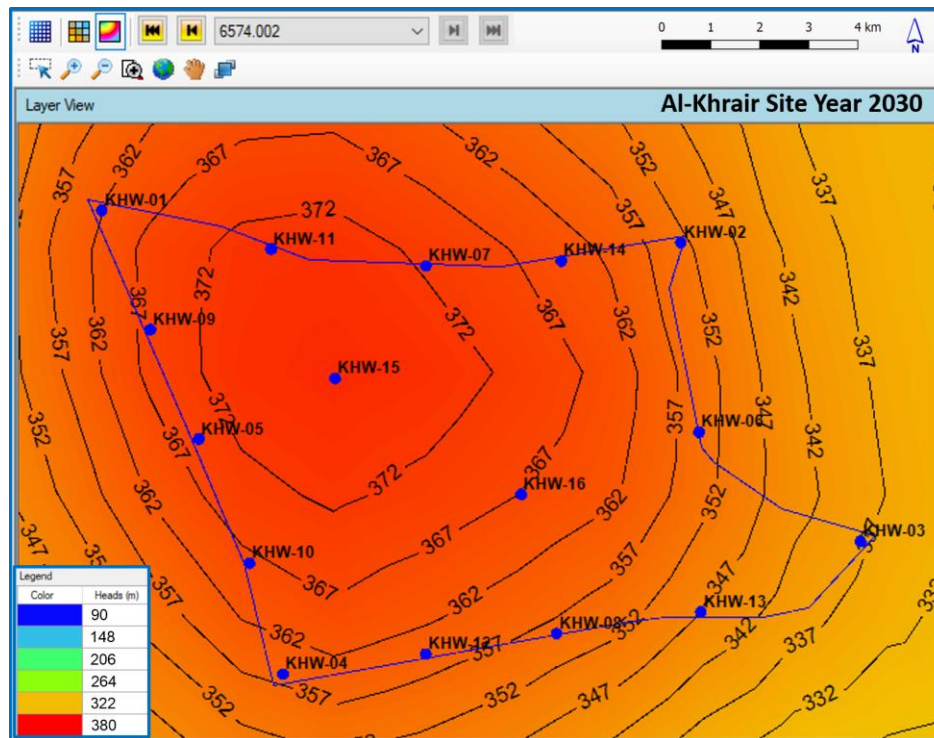 6574.002
0 1 2 3 4 km
N
Layer View
Al-Khrair Site Year 2030
362 367 362 352 337
357 367 347
KHW-01 372 357 KHW-02
KHW-11 KHW-07 KHW-14 342
372 367 352
KHW-09 372 362 337
357 362 KHW-15
372 357 347 342
KHW-05 KHW-06
352 367 372 367
KHW-16 362 352
362 367 KHW-03
347 KHW-10 367 357
367 347 KHW-13
357 362 362 KHW-08 352 342
KHW-12 357 337
KHW-04 357
352 352 347 332
Legend
Color Heads (m)
90
148
206
264
322
380